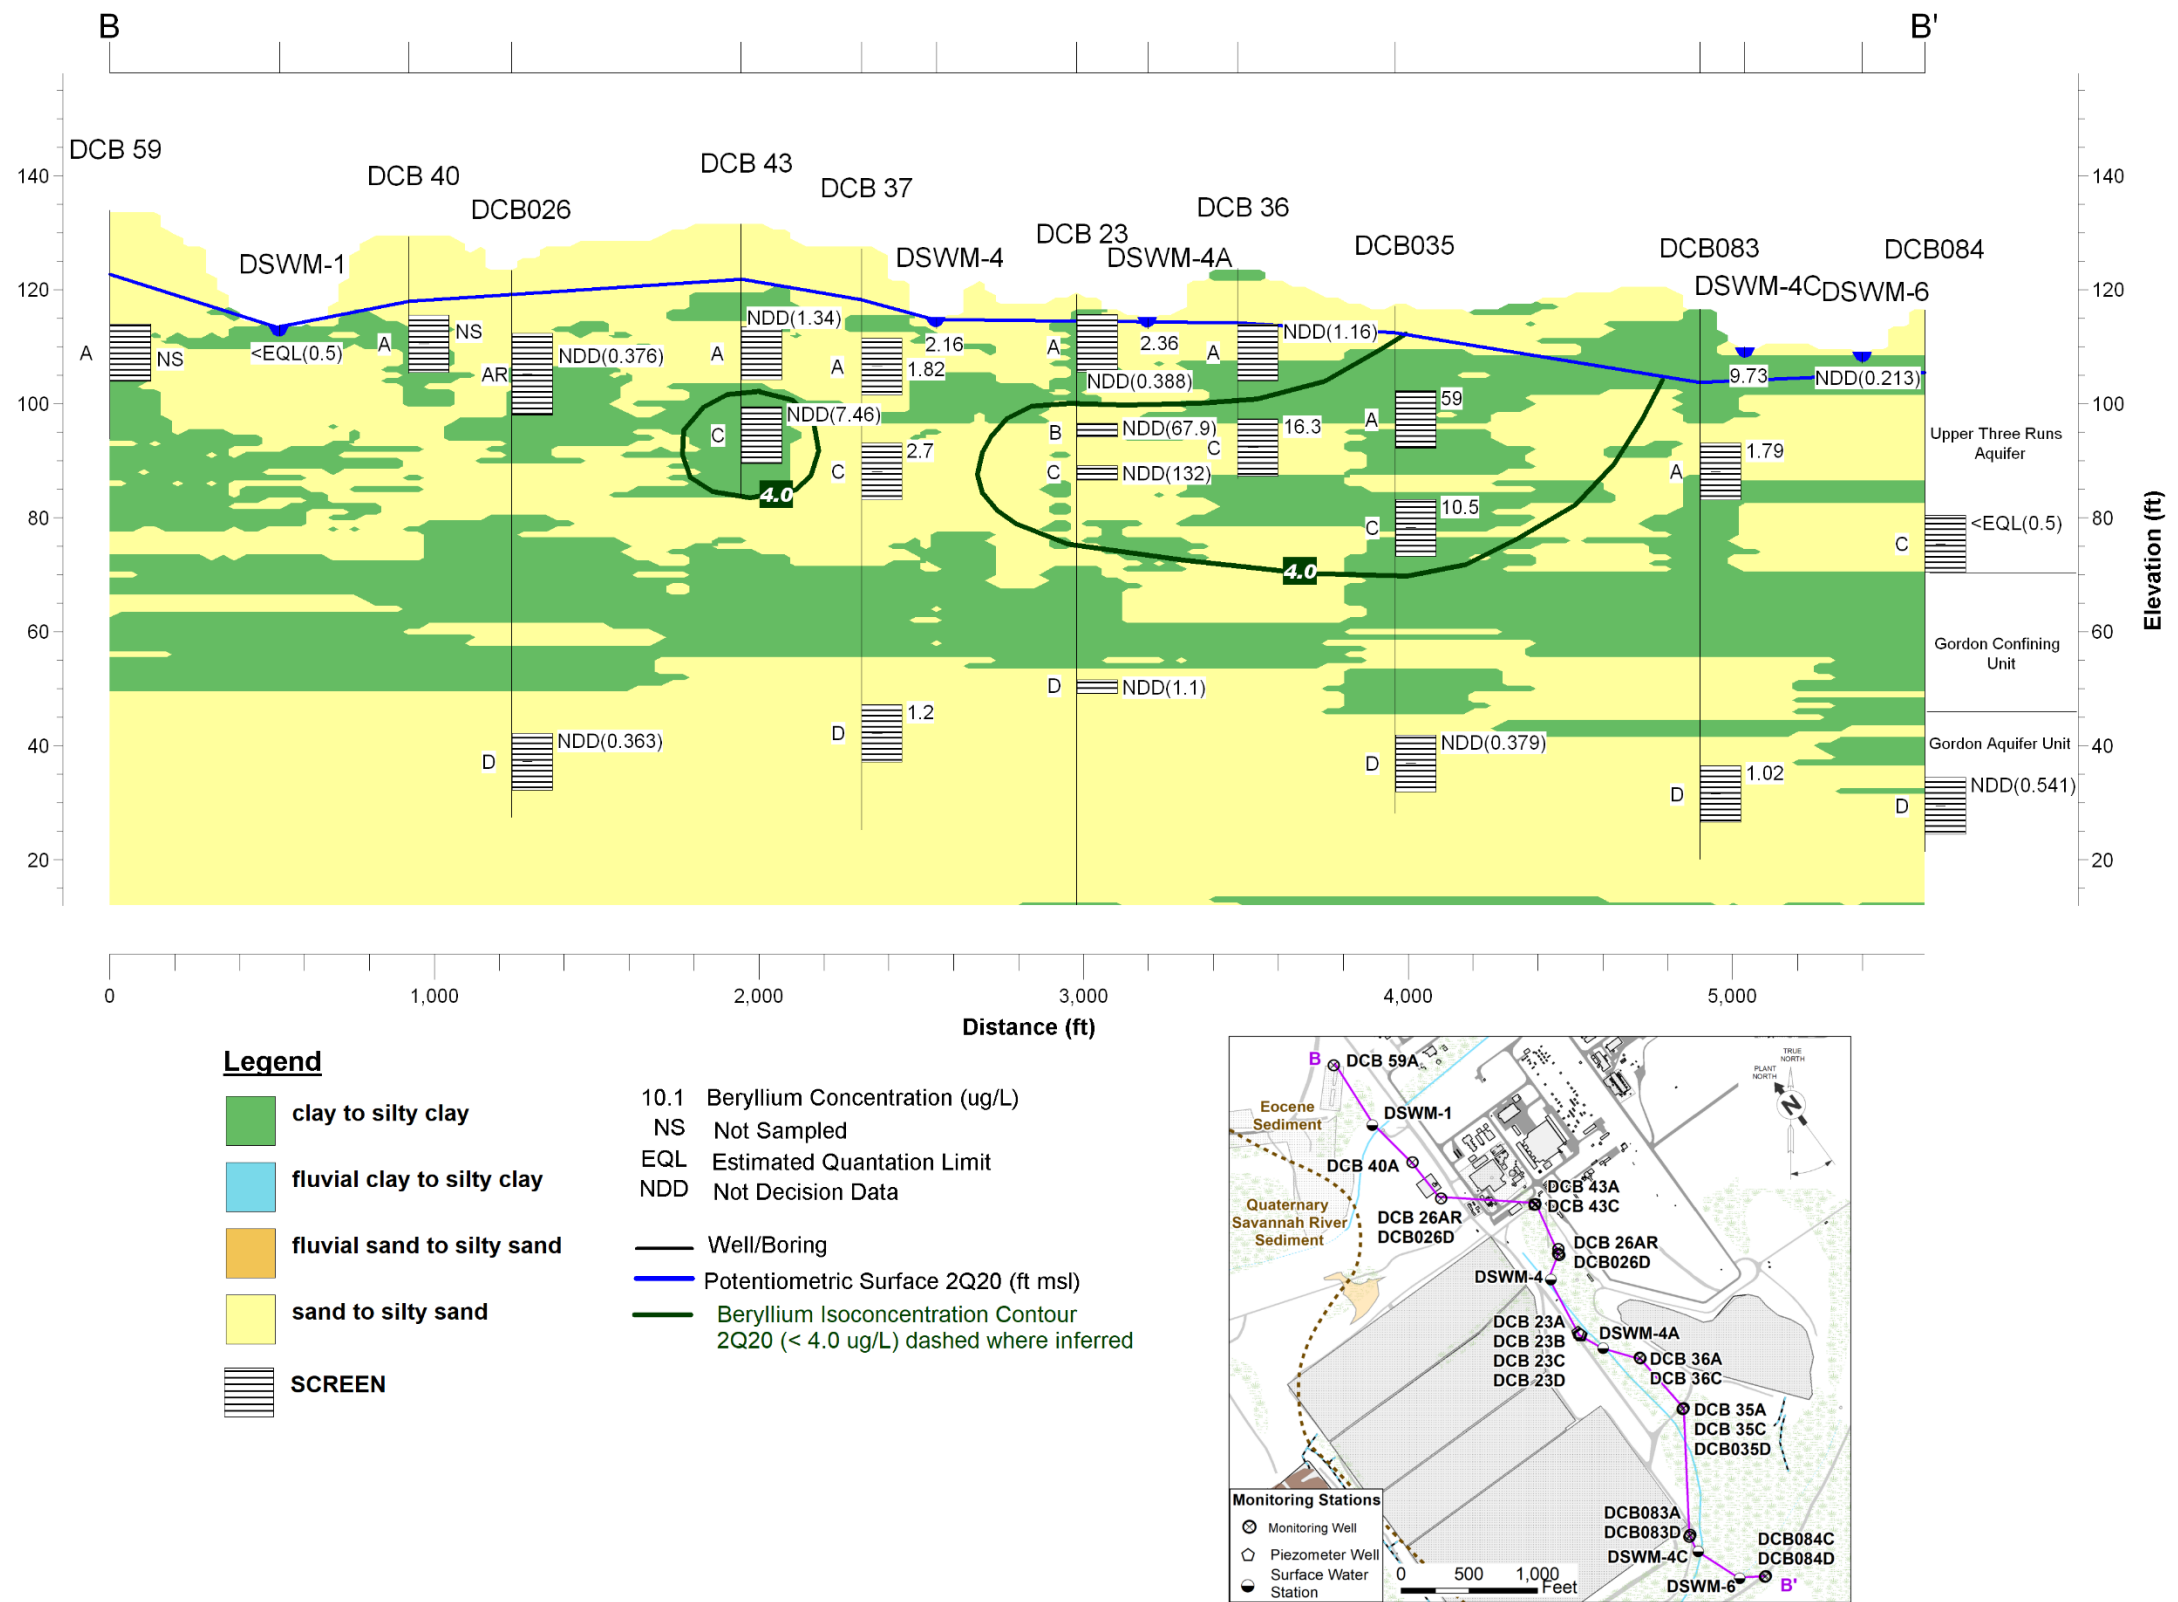 B
B'
DCB 59
DCB 40
DCB026
DCB 43
DCB 37
DCB 23
DCB 36
DCB035
DCB083
DCB084
DSWM-1
DSWM-4
DSWM-4A
DSWM-4C
DSWM-6
140
120
100
80
60
40
20
140
120
100
80
60
40
20
Elevation (ft)
A
NS
<EQL(0.5)
A
NS
AR
NDD(0.376)
D
NDD(0.363)
A
NDD(1.34)
C
NDD(7.46)
4.0
A
1.82
C
2.7
D
1.2
2.16
A
NDD(0.388)
B
NDD(67.9)
C
NDD(132)
D
NDD(1.1)
2.36
A
NDD(1.16)
C
16.3
4.0
A
59
C
10.5
D
NDD(0.379)
A
1.79
D
1.02
9.73
NDD(0.213)
C
<EQL(0.5)
D
NDD(0.541)
Upper Three Runs
Aquifer
Gordon Confining
Unit
Gordon Aquifer Unit
0
1,000
2,000
3,000
4,000
5,000
Distance (ft)
Legend
clay to silty clay
fluvial clay to silty clay
fluvial sand to silty sand
sand to silty sand
SCREEN
10.1 Beryllium Concentration (ug/L)
NS Not Sampled
EQL Estimated Quantation Limit
NDD Not Decision Data
Well/Boring
Potentiometric Surface 2Q20 (ft msl)
Beryllium Isoconcentration Contour
2Q20 (< 4.0 ug/L) dashed where inferred
B
DCB 59A
DSWM-1
Eocene
Sediment
DCB 40A
Quaternary
Savannah River
Sediment
DCB 26AR
DCB026D
DCB 43A
DCB 43C
DCB 26AR
DCB026D
DSWM-4
DCB 23A
DCB 23B
DCB 23C
DCB 23D
DSWM-4A
DCB 36A
DCB 36C
DCB 35A
DCB 35C
DCB035D
DCB083A
DCB083D
DSWM-4C
DSWM-6
DCB084C
DCB084D
B'
TRUE
NORTH
PLANT
NORTH
N
Monitoring Stations
Monitoring Well
Piezometer Well
Surface Water
Station
0 500 1,000
Feet